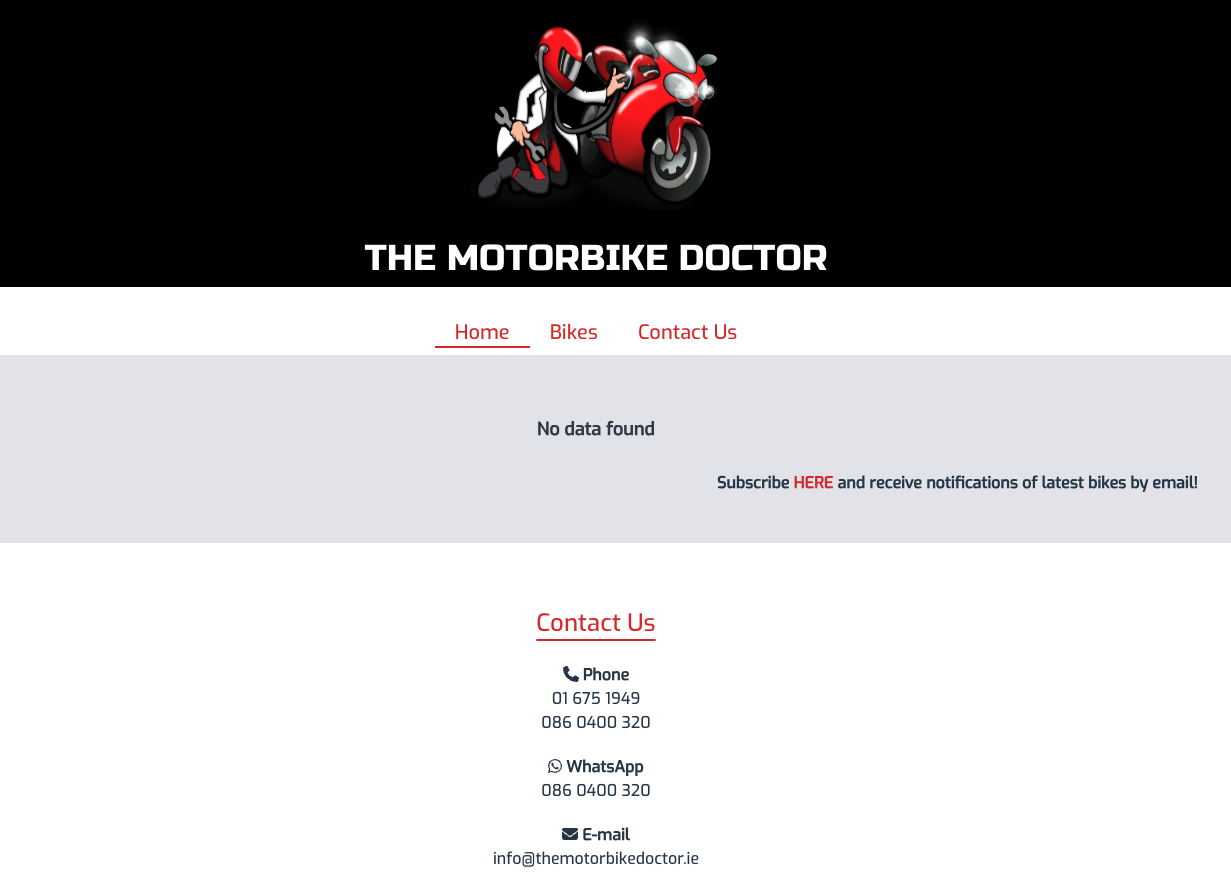 THE MOTORBIKE DOCTOR
Home Bikes Contact Us
No data found
Subscribe HERE and receive notifications of latest bikes by email!
Contact Us
Phone
01 675 1949
086 0400 320
WhatsApp
086 0400 320
E-mail
info@themotorbikedoctor.ie